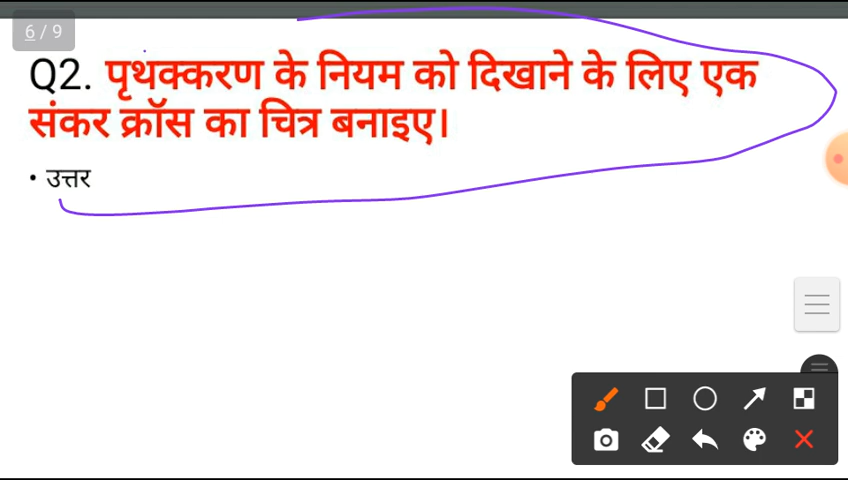 6 / 9
Q2. पृथक्करण के नियम को दिखाने के लिए एक
संकर क्रॉस का चित्र बनाइए।
• उत्तर